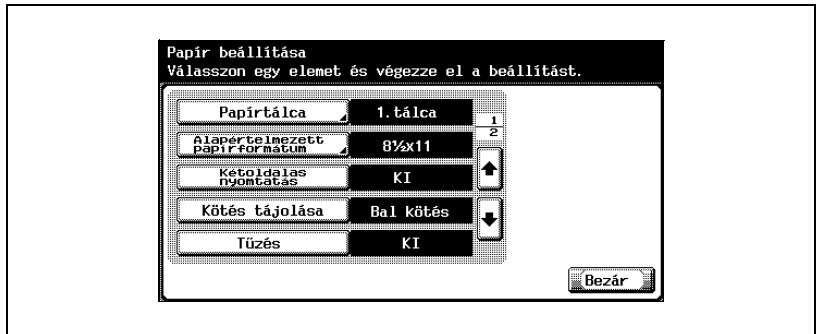 Papír beállítása
Válasszon egy elemet és végezze el a beállítást.
Papírtálca 1.tálca
1
2
Alapértelmezett
papírformátum
8½x11
Kétoldalas
nyomtatás
KI
Kötés tájolása Bal kötés
Tüzés KI
Bezár